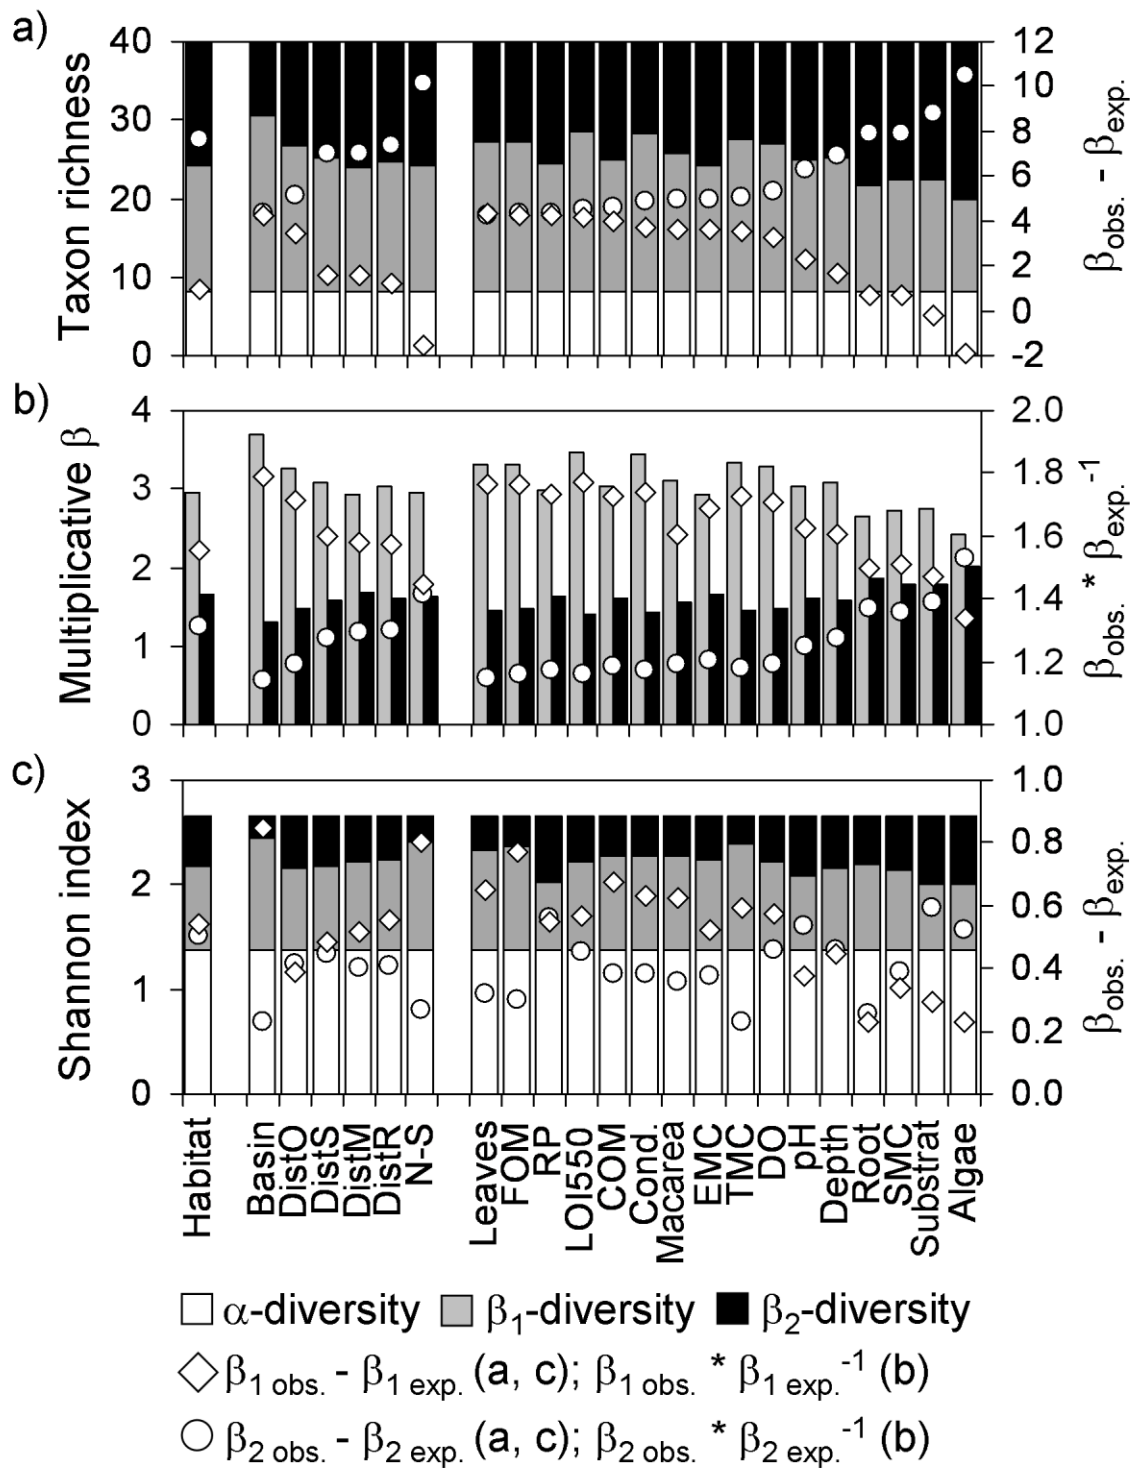 a)
Taxon richness
40
30
20
10
0
12
10
8
6
4
2
0
-2
βobs. - βexp.
b)
Multiplicative β
4
3
2
1
0
2.0
1.8
1.6
1.4
1.2
1.0
βobs. * βexp.-1
c)
Shannon index
3
2
1
0
1.0
0.8
0.6
0.4
0.2
0.0
βobs. - βexp.
Habitat
Basin
DistO
DistS
DistM
DistR
N-S
Leaves
FOM
RP
LOI550
COM
Cond.
Macarea
EMC
TMC
DO
pH
Depth
Root
SMC
Substrat
Algae
α-diversity β1-diversity β2-diversity
β1 obs. - β1 exp. (a, c); β1 obs. * β1 exp.-1 (b)
β2 obs. - β2 exp. (a, c); β2 obs. * β2 exp.-1 (b)